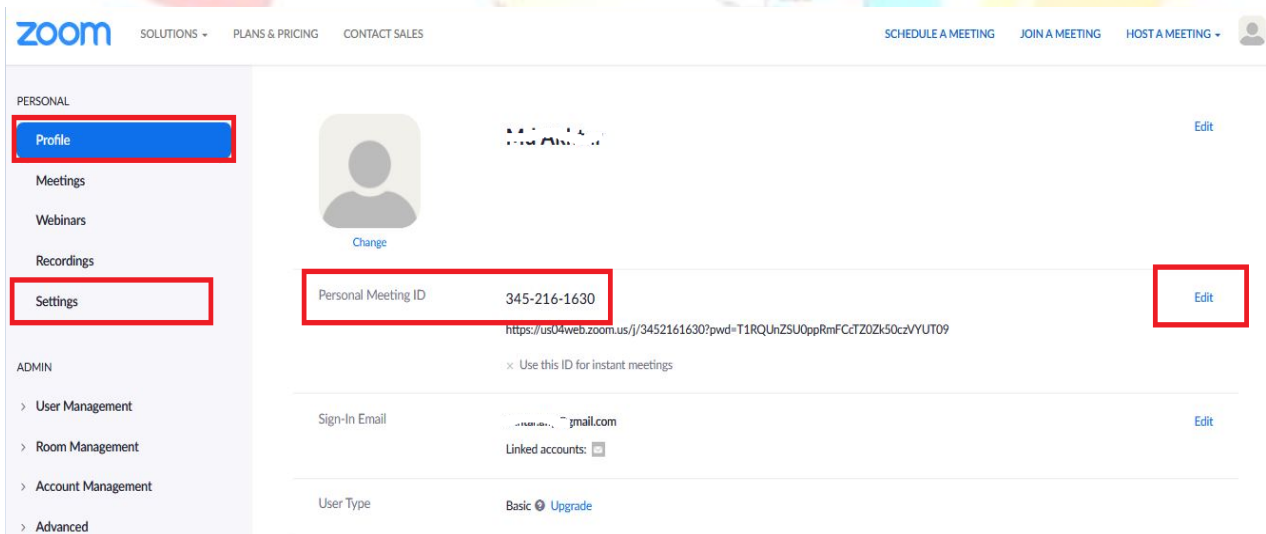 zoom SOLUTIONS PLANS & PRICING CONTACT SALES SCHEDULE A MEETING JOIN A MEETING HOST A MEETING
PERSONAL
Profile
Meetings
Webinars
Recordings
Settings
ADMIN
> User Management
> Room Management
> Account Management
> Advanced
Edit
Change
Personal Meeting ID 345-216-1630 Edit
https://us04web.zoom.us/j/3452161630?pwd=T1RQUnZSU0ppRmFCcTZ0Zk50czVYUT09
× Use this ID for instant meetings
Sign-In Email gmail.com Edit
Linked accounts:
User Type Basic Upgrade